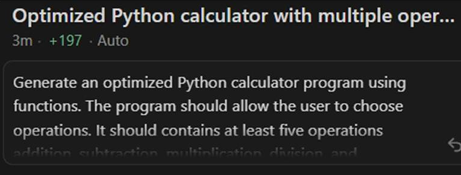 Optimized Python calculator with multiple oper...
3m · +197 · Auto
Generate an optimized Python calculator program using
functions. The program should allow the user to choose
operations. It should contains at least five operations
addition, subtraction, multiplication, division, and